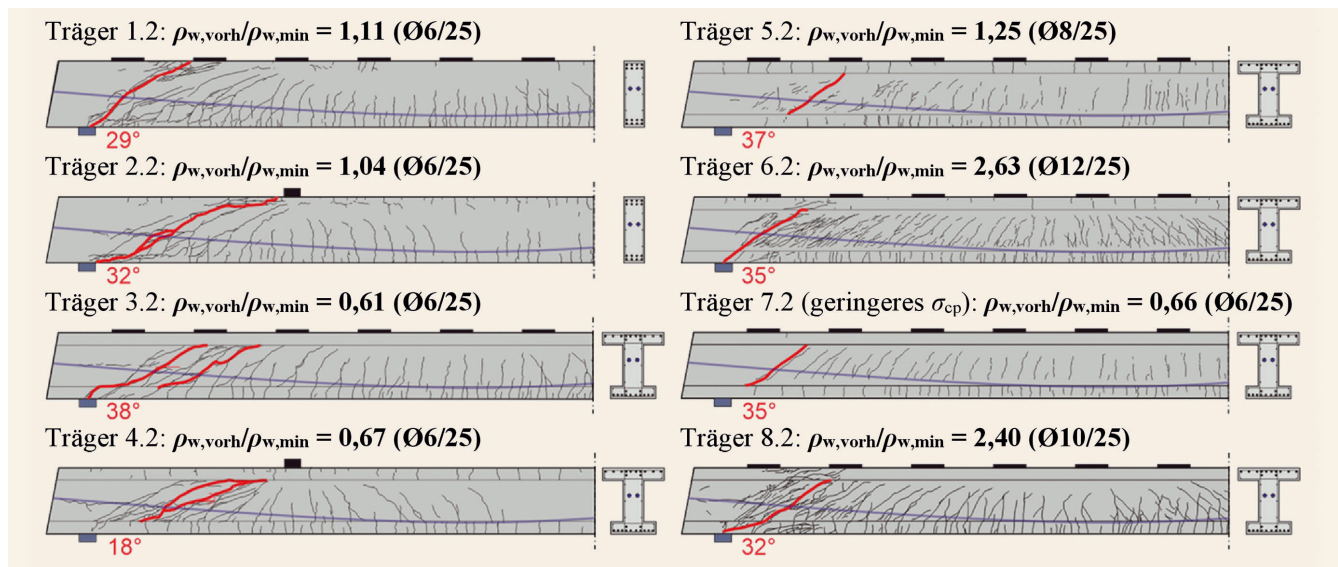 Träger 1.2: ρw,vorh/ρw,min = 1,11 (Ø6/25)
29°
Träger 2.2: ρw,vorh/ρw,min = 1,04 (Ø6/25)
32°
Träger 3.2: ρw,vorh/ρw,min = 0,61 (Ø6/25)
38°
Träger 4.2: ρw,vorh/ρw,min = 0,67 (Ø6/25)
18°
Träger 5.2: ρw,vorh/ρw,min = 1,25 (Ø8/25)
37°
Träger 6.2: ρw,vorh/ρw,min = 2,63 (Ø12/25)
35°
Träger 7.2 (geringeres σcp): ρw,vorh/ρw,min = 0,66 (Ø6/25)
35°
Träger 8.2: ρw,vorh/ρw,min = 2,40 (Ø10/25)
32°